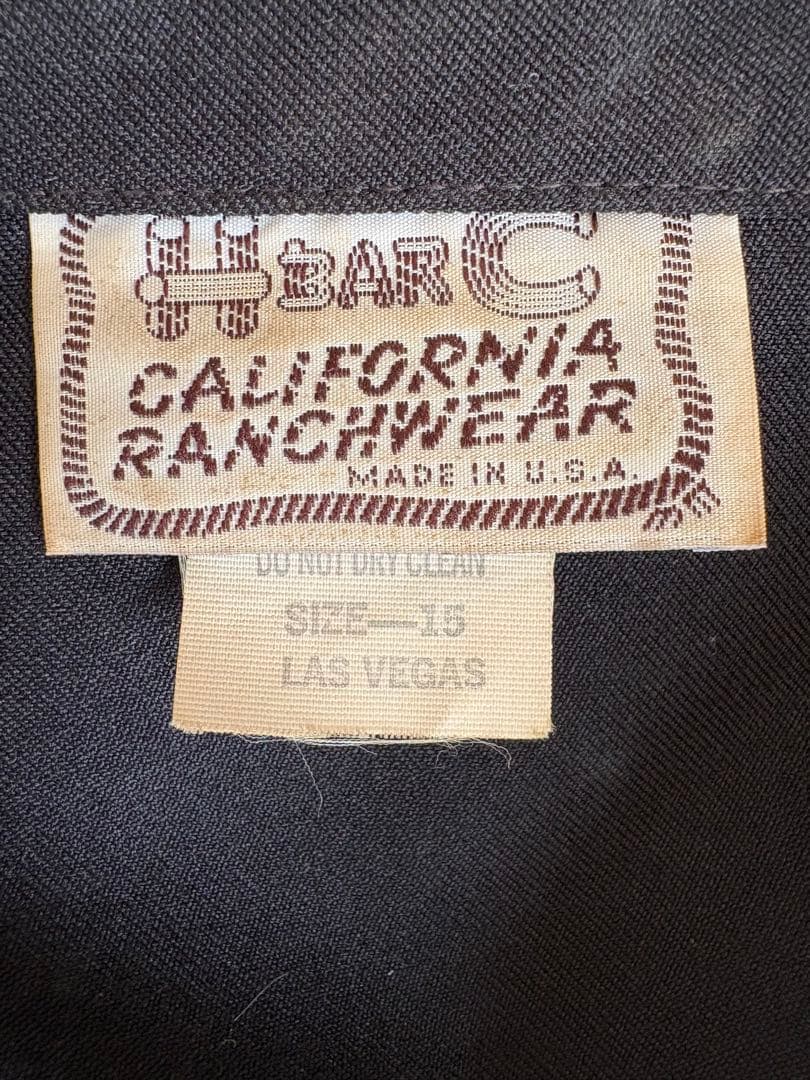 H BAR C
CALIFORNIA
RANCHWEAR
MADE IN U.S.A.
DO NOT DRY CLEAN
SIZE—15
LAS VEGAS